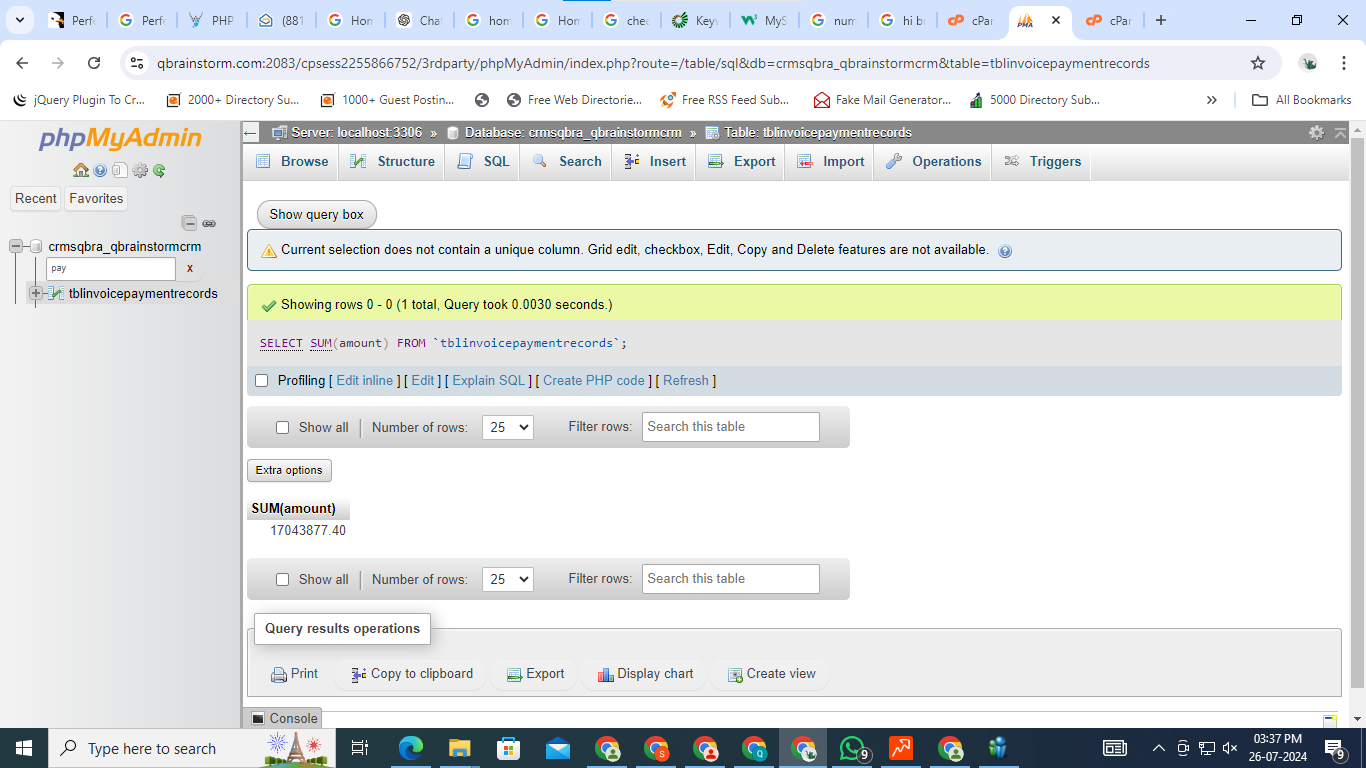 Perf
Perf
PHP
(881
Hon
Cha
hom
Hon
che
Key
MyS
num
hi b
cPar
PMA
cPar
qbrainstorm.com:2083/cpsess2255866752/3rdparty/phpMyAdmin/index.php?route=/table/sql&db=crmsqbra_qbrainstormcrm&table=tblinvoicepaymentrecords
jQuery Plugin To Cr...
2000+ Directory Su...
1000+ Guest Postin...
Free Web Directorie...
Free RSS Feed Sub...
Fake Mail Generator...
5000 Directory Sub...
»
All Bookmarks
phpMyAdmin
Recent
Favorites
crmsqbra_qbrainstormcrm
pay
x
tblinvoicepaymentrecords
Server: localhost:3306 » Database: crmsqbra_qbrainstormcrm » Table: tblinvoicepaymentrecords
Browse
Structure
SQL
Search
Insert
Export
Import
Operations
Triggers
Show query box
Current selection does not contain a unique column. Grid edit, checkbox, Edit, Copy and Delete features are not available.
Showing rows 0 - 0 (1 total, Query took 0.0030 seconds.)
SELECT SUM(amount) FROM `tblinvoicepaymentrecords`;
Profiling [ Edit inline ] [ Edit ] [ Explain SQL ] [ Create PHP code ] [ Refresh ]
Show all
Number of rows:
25
Filter rows:
Search this table
Extra options
SUM(amount)
17043877.40
Show all
Number of rows:
25
Filter rows:
Search this table
Query results operations
Print
Copy to clipboard
Export
Display chart
Create view
Console
Type here to search
S
Q
9
03:37 PM
26-07-2024
9